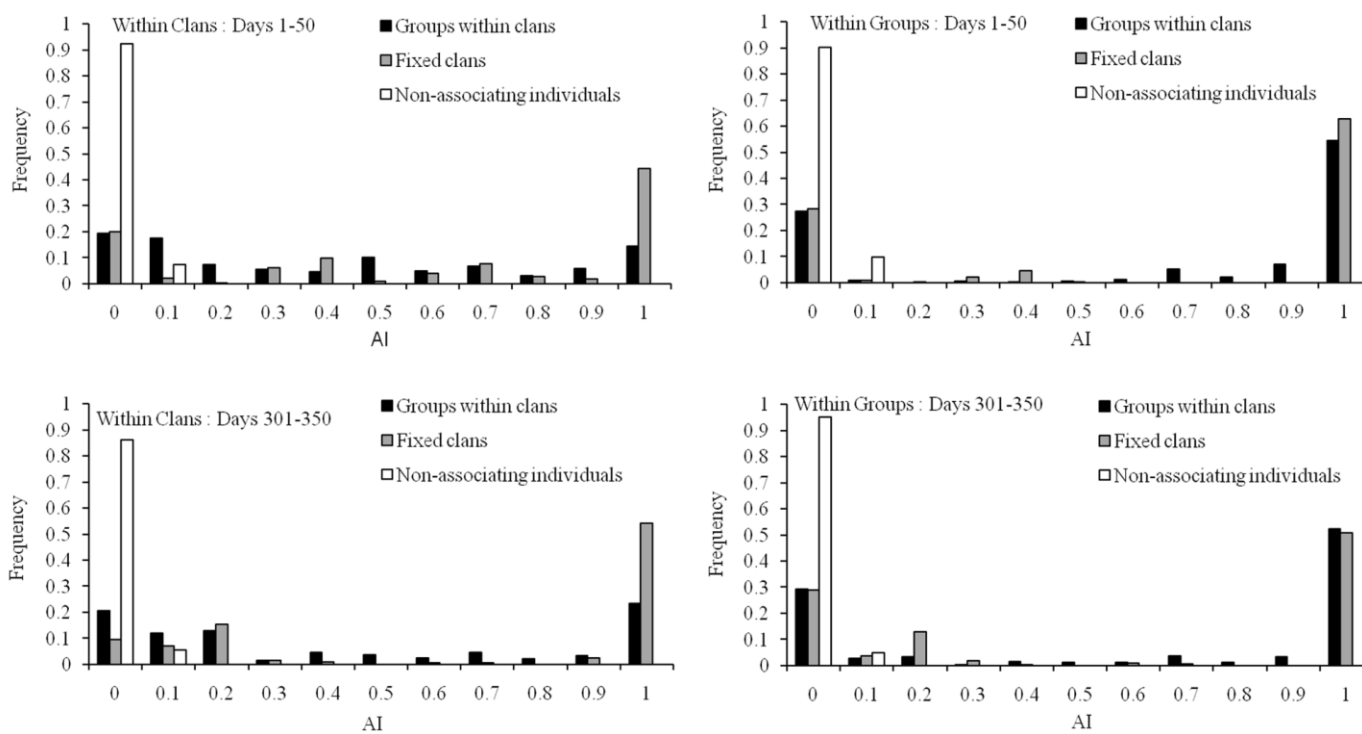 Within Clans : Days 1-50
Groups within clans
Fixed clans
Non-associating individuals
Frequency
1
0.9
0.8
0.7
0.6
0.5
0.4
0.3
0.2
0.1
0
0 0.1 0.2 0.3 0.4 0.5 0.6 0.7 0.8 0.9 1
AI
Within Groups : Days 1-50
Groups within clans
Fixed clans
Non-associating individuals
Frequency
1
0.9
0.8
0.7
0.6
0.5
0.4
0.3
0.2
0.1
0
0 0.1 0.2 0.3 0.4 0.5 0.6 0.7 0.8 0.9 1
AI
Within Clans : Days 301-350
Groups within clans
Fixed clans
Non-associating individuals
Frequency
1
0.9
0.8
0.7
0.6
0.5
0.4
0.3
0.2
0.1
0
0 0.1 0.2 0.3 0.4 0.5 0.6 0.7 0.8 0.9 1
AI
Within Groups : Days 301-350
Groups within clans
Fixed clans
Non-associating individuals
Frequency
1
0.9
0.8
0.7
0.6
0.5
0.4
0.3
0.2
0.1
0
0 0.1 0.2 0.3 0.4 0.5 0.6 0.7 0.8 0.9 1
AI